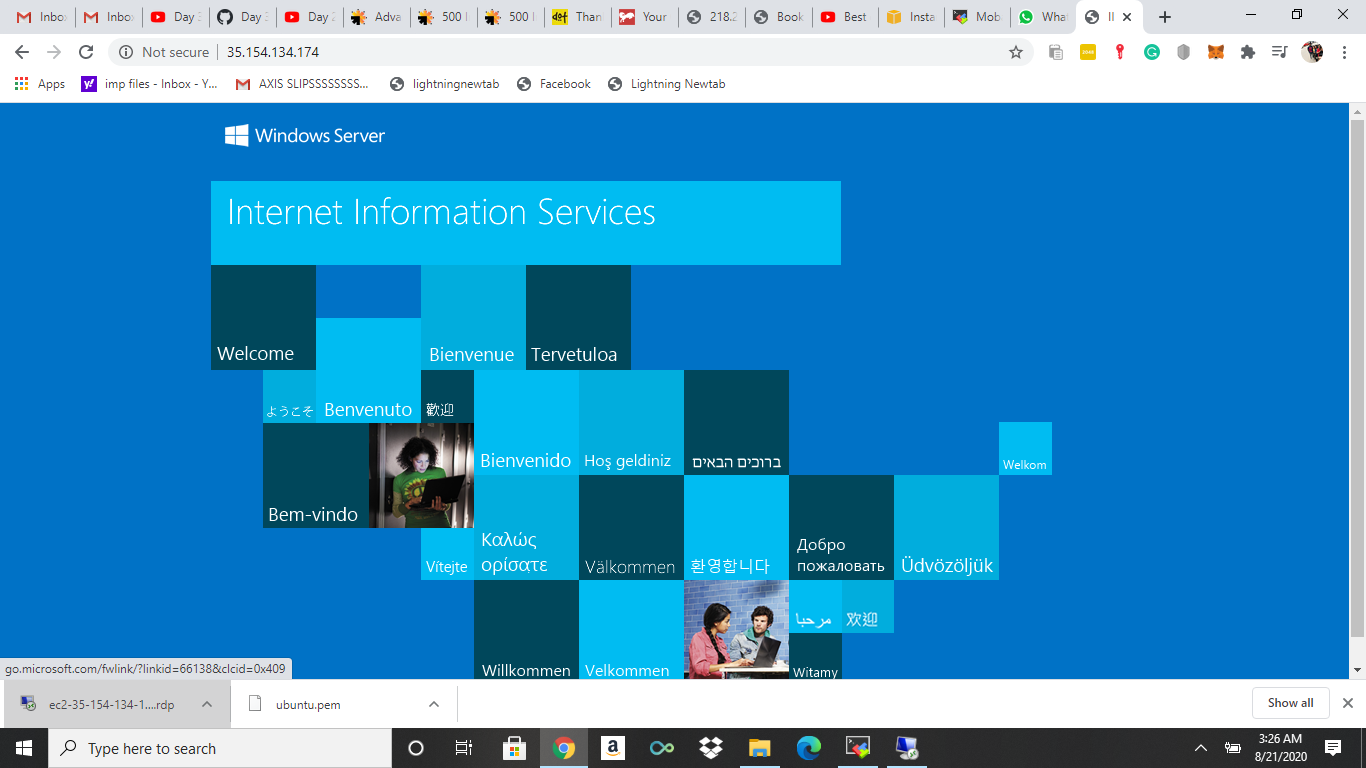 Inbo
Inbo
Day
Day
Day
Adva
500 I
500 I
Than
Your
218.2
Book
Best
Insta
Mob
What
II
Not secure
35.154.134.174
Apps
imp files - Inbox - Y...
AXIS SLIPSSSSSSSS...
lightningnewtab
Facebook
Lightning Newtab
Windows Server
Internet Information Services
Welcome
Bienvenue
Tervetuloa
ようこそ
Benvenuto
歡迎
Bienvenido
Hoş geldiniz
ברוכים הבאים
Welkom
Bem-vindo
Vítejte
Καλώς
ορίσατε
Välkommen
환영합니다
Добро
пожаловать
Üdvözöljük
مرحبا
欢迎
Willkommen
Velkommen
Witamy
go.microsoft.com/fwlink/?linkid=66138&clcid=0x409
ec2-35-154-134-1....rdp
ubuntu.pem
Show all
Type here to search
3:26 AM
8/21/2020